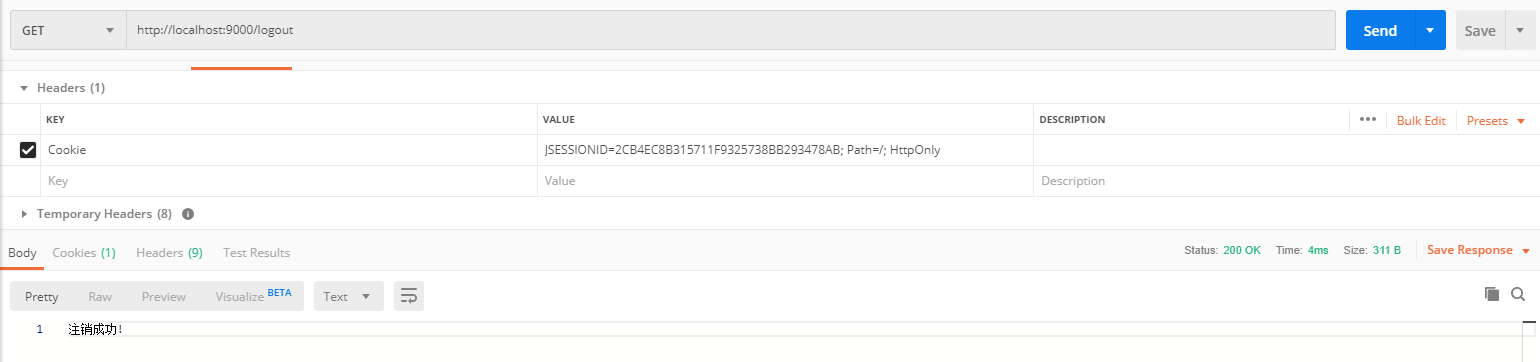 GET http://localhost:9000/logout Send Save
Headers (1)
KEY VALUE DESCRIPTION ••• Bulk Edit Presets
Cookie JSESSIONID=2CB4EC8B315711F9325738BB293478AB; Path=/; HttpOnly
Key Value Description
Temporary Headers (8)
Body Cookies (1) Headers (9) Test Results Status: 200 OK Time: 4ms Size: 311 B Save Response
Pretty Raw Preview Visualize BETA Text
1 注销成功!